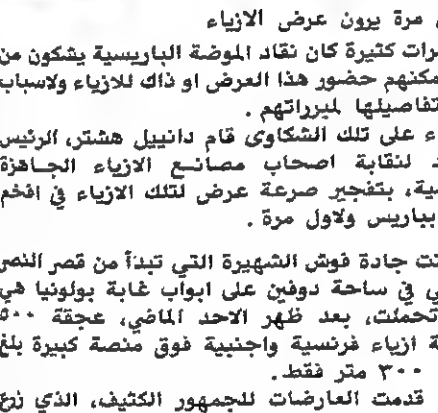 مرة يرون عرض الازياء
رات كثيرة كان نقاد الموضة الباريسية يشكون من
مكنهم حضور هذا العرض او ذاك للازياء ولاسباب
تفاصيلها لمبرراتهم .
ء على تلك الشكاوى قام دانييل هشتر، الرئيس
د لنقابة اصحاب مصانع الازياء الجاهزة
سية، بتفجير صرعة عرض لتلك الازياء في افخم
بباريس ولاول مرة .
نت جادة فوش الشهيرة التي تبدأ من قصر النصر
ي في ساحة دوفين على ابواب غابة بولونيا هي
تحملت، بعد ظهر الاحد الماضي، عجقة ٥٠٠
ة ازياء فرنسية واجنبية فوق منصة كبيرة بلغ
٣٠٠ متر فقط .
قدمت العارضات للجمهور الكثيف، الذي زرع